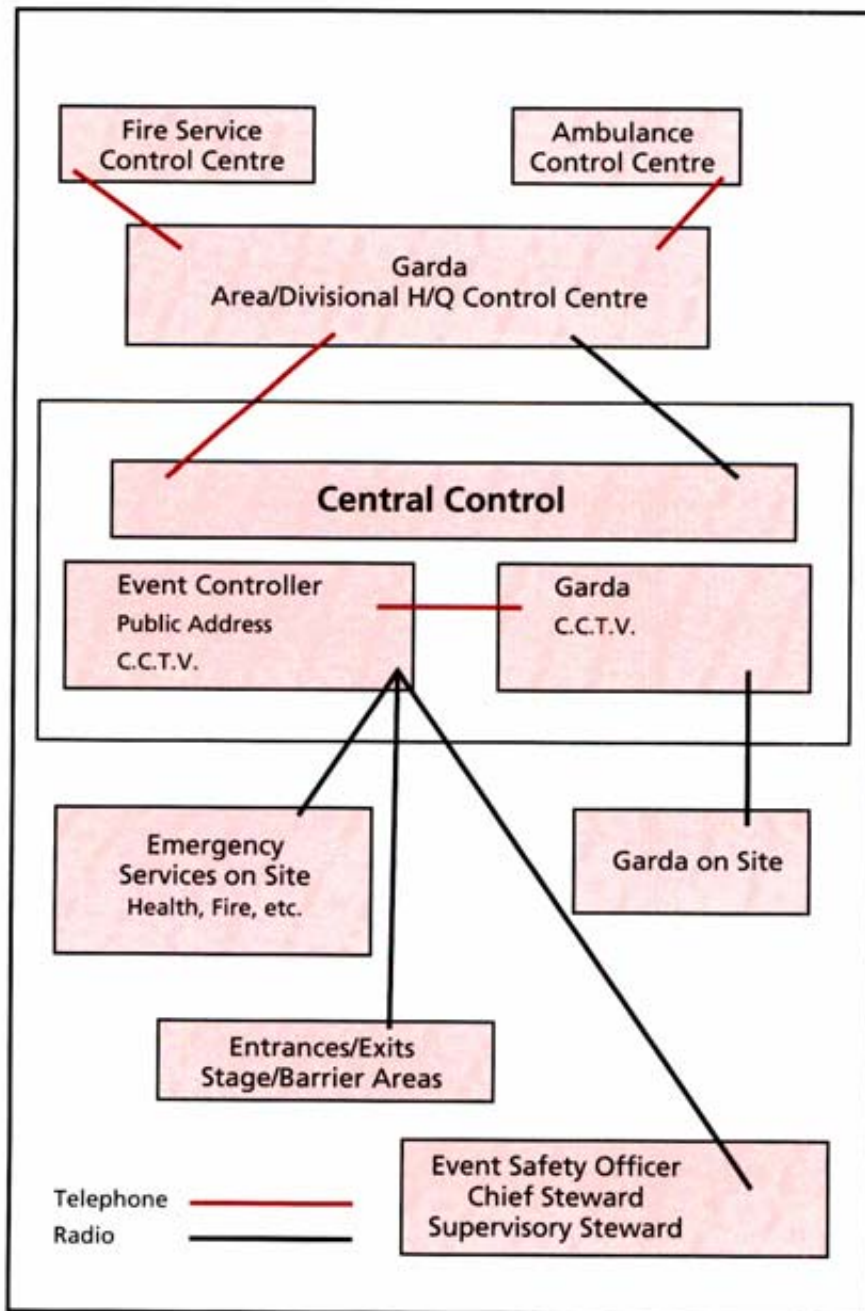 Fire Service
Control Centre
Ambulance
Control Centre
Garda
Area/Divisional H/Q Control Centre
Central Control
Event Controller
Public Address
C.C.T.V.
Garda
C.C.T.V.
Emergency
Services on Site
Health, Fire, etc.
Garda on Site
Entrances/Exits
Stage/Barrier Areas
Event Safety Officer
Chief Steward
Supervisory Steward
Telephone
Radio